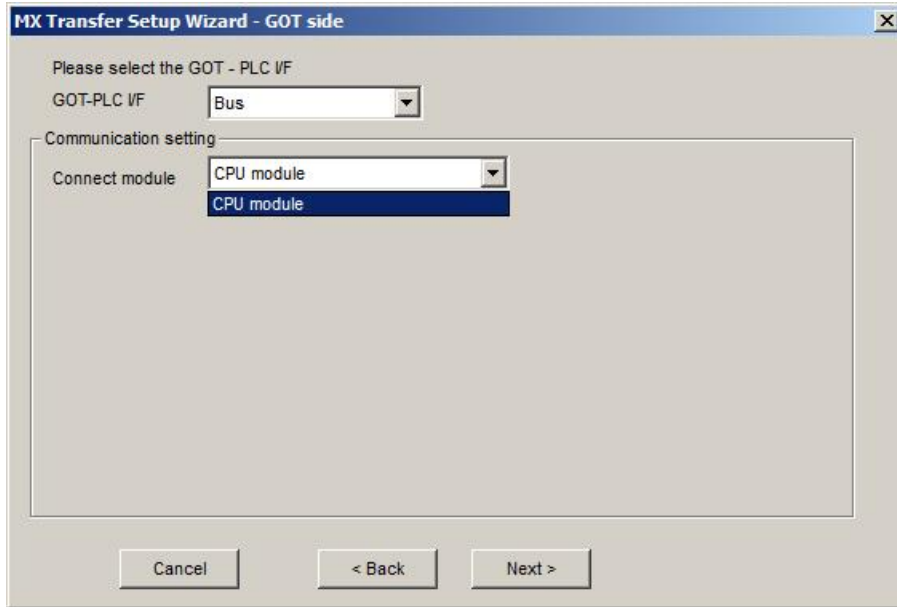 MX Transfer Setup Wizard - GOT side
Please select the GOT - PLC I/F
GOT-PLC I/F Bus
Communication setting
Connect module CPU module
CPU module
Cancel < Back Next >